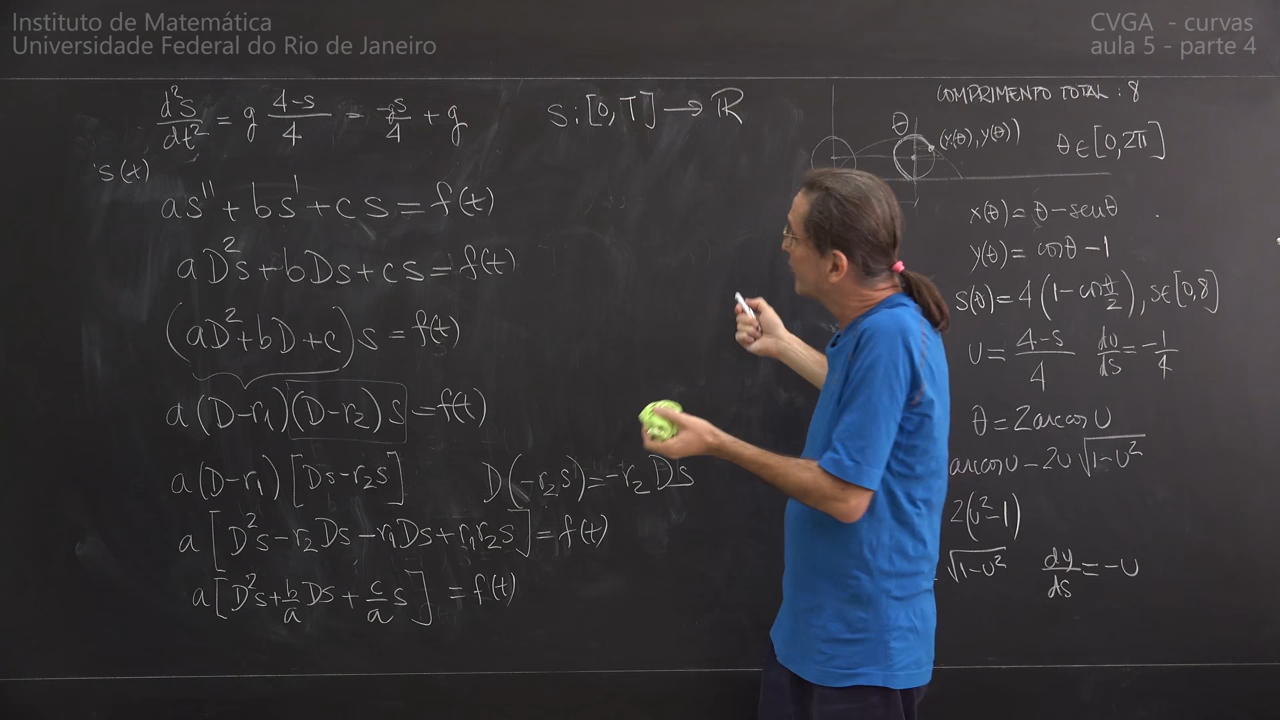 Instituto de Matemática
Universidade Federal do Rio de Janeiro
CVGA - curvas
aula 5 - parte 4
d²s/dt² = g (4-s)/4 = -gs/4 + g
s: [0,T] → ℝ
s(t)
as'' + bs' + cs = f(t)
aD²s + bDs + cs = f(t)
(aD² + bD + c)s = f(t)
a(D-r₁)(D-r₂)s = f(t)
a(D-r₁)[Ds-r₂s]
D(-r₂s) = -r₂Ds
a[D²s - r₂Ds - r₁Ds + r₁r₂s] = f(t)
a[D²s + b/a Ds + c/a s] = f(t)
COMPRIMENTO TOTAL: 8
θ
(x(θ), y(θ))
θ ∈ [0, 2π]
x(θ) = θ - senθ
y(θ) = cosθ - 1
s(θ) = 4(1 - cos θ/2), s ∈ [0,8]
U = (4-s)/4
du/ds = -1/4
θ = 2arccos U
arccos U - 2U √(1-U²)
2(U²-1)
√(1-U²)
dy/ds = -U